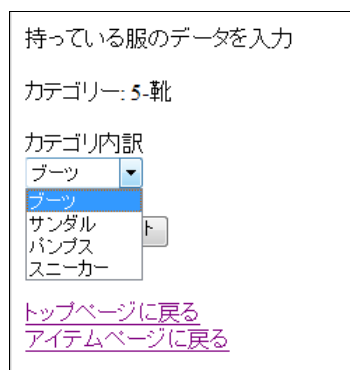 持っている服のデータを入力
カテゴリー: 5-靴
カテゴリ内訳
ブーツ
ブーツ
サンダル
パンプス
スニーカー
ト
トップページに戻る
アイテムページに戻る